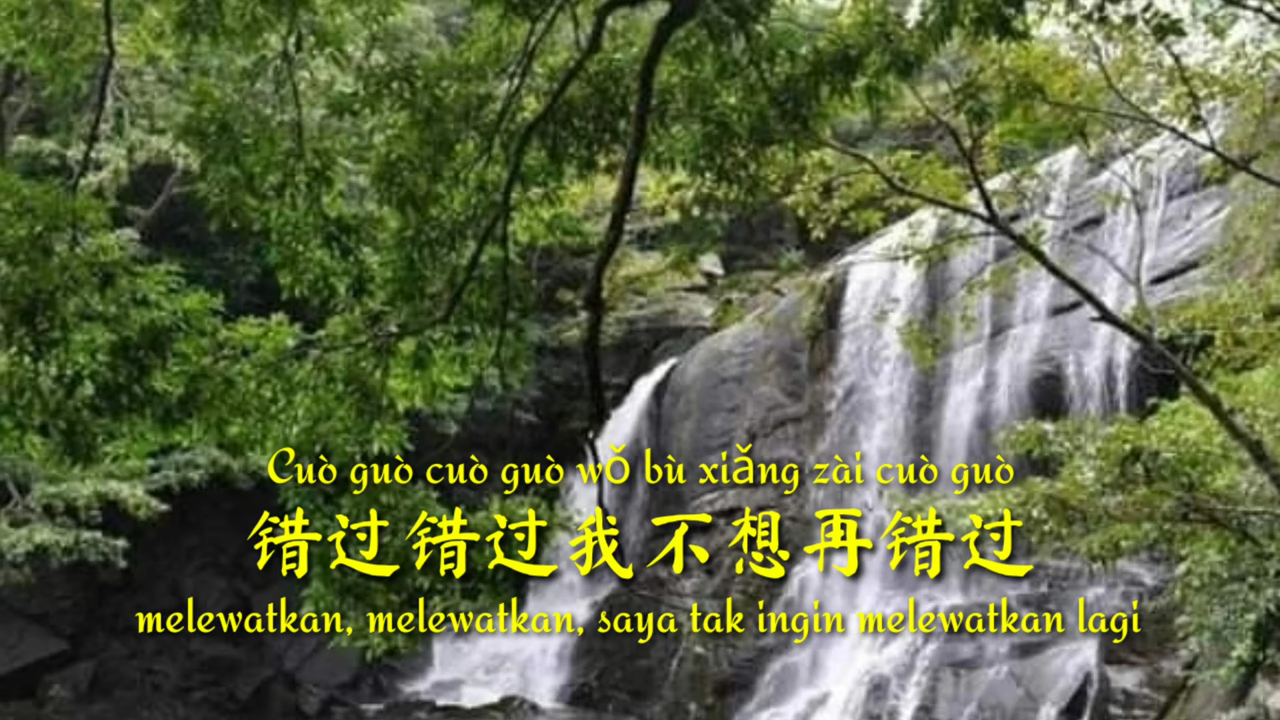 Cuò guò cuò guò wǒ bù xiǎng zài cuò guò
错过错过我不想再错过
melewatkan, melewatkan, saya tak ingin melewatkan lagi